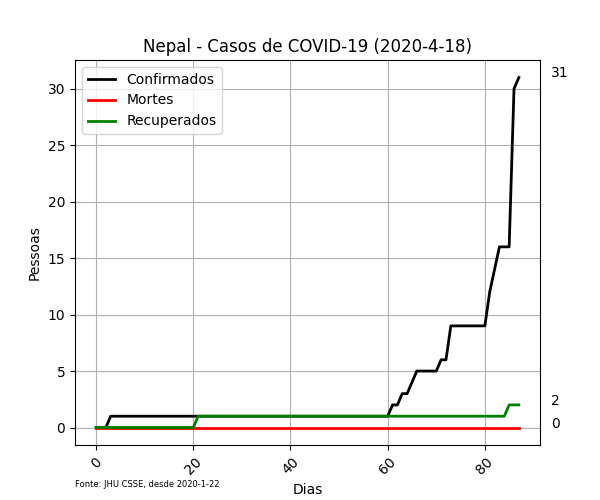 Nepal - Casos de COVID-19 (2020-4-18)
Confirmados
Mortes
Recuperados
Pessoas
30
25
20
15
10
5
0
31
2
0
0
20
40
60
80
Dias
Fonte: JHU CSSE, desde 2020-1-22